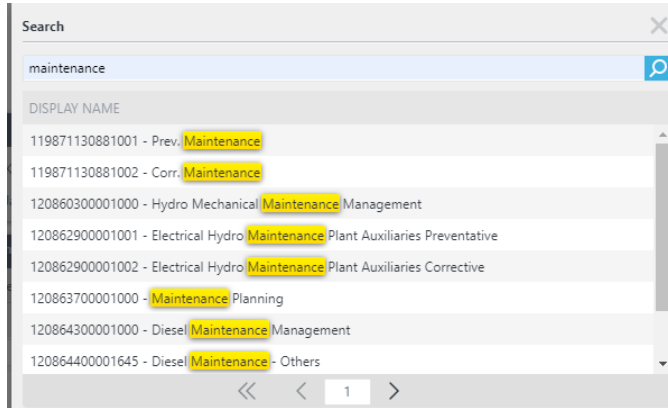 Search
maintenance
DISPLAY NAME
119871130881001 - Prev. Maintenance
119871130881002 - Corr. Maintenance
120860300001000 - Hydro Mechanical Maintenance Management
120862900001001 - Electrical Hydro Maintenance Plant Auxiliaries Preventative
120862900001002 - Electrical Hydro Maintenance Plant Auxiliaries Corrective
120863700001000 - Maintenance Planning
120864300001000 - Diesel Maintenance Management
120864400001645 - Diesel Maintenance - Others
1